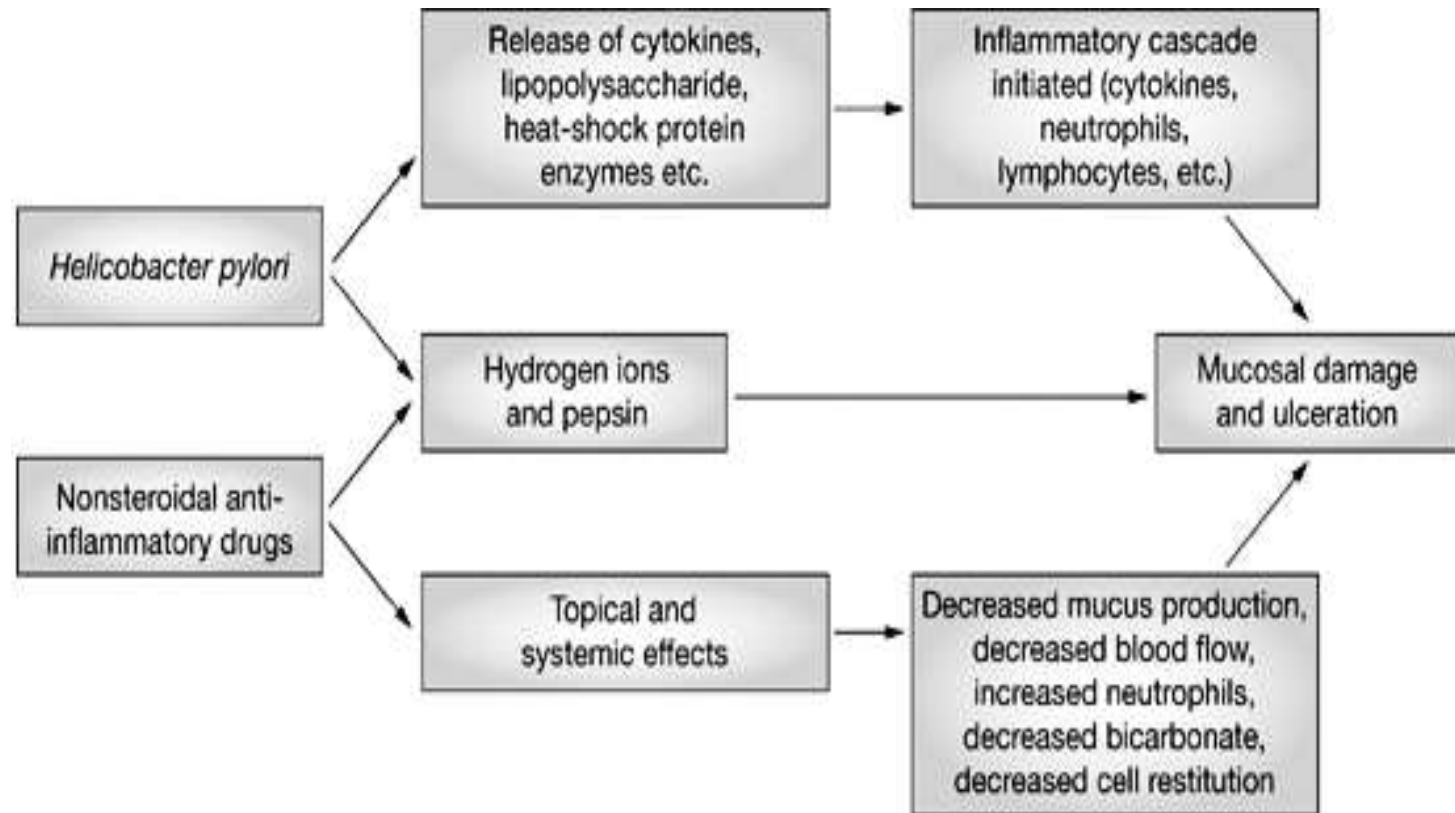 Release of cytokines,
lipopolysaccharide,
heat-shock protein
enzymes etc.
Inflammatory cascade
initiated (cytokines,
neutrophils,
lymphocytes, etc.)
Helicobacter pylori
Hydrogen ions
and pepsin
Mucosal damage
and ulceration
Nonsteroidal anti-
inflammatory drugs
Topical and
systemic effects
Decreased mucus production,
decreased blood flow,
increased neutrophils,
decreased bicarbonate,
decreased cell restitution